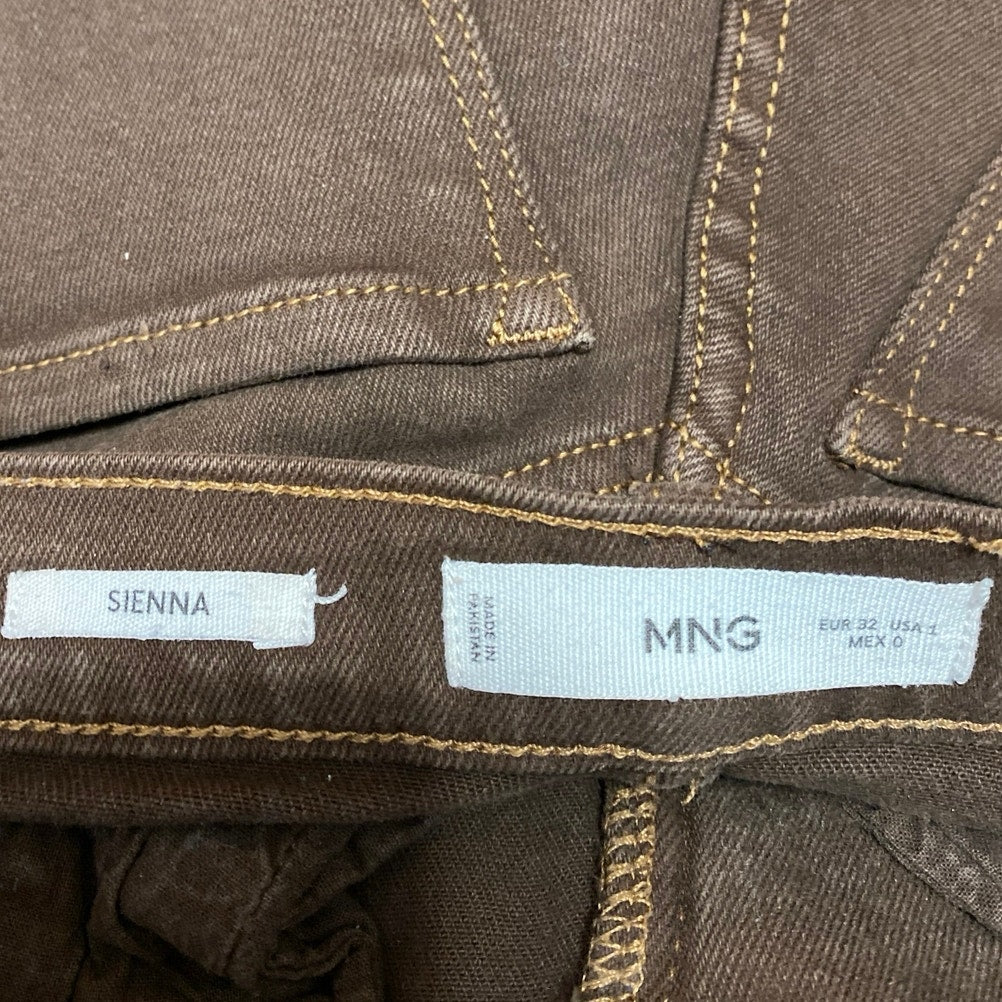 SIENNA
MADE IN
PAKISTAN
MNG
EUR 32 USA 1
MEX 0